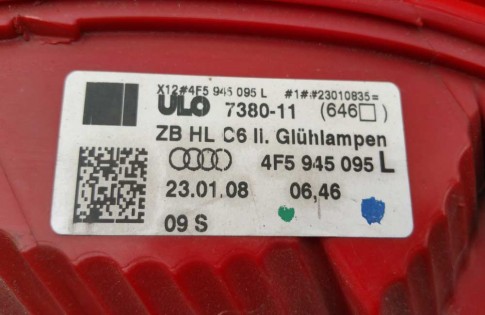 X12#4F5 945 095 L #1##23010835=
ULO 7380-11 (646□)
ZB HL C6 li. Glühlampen
4F5 945 095 L
23.01.08 06,46
09 S